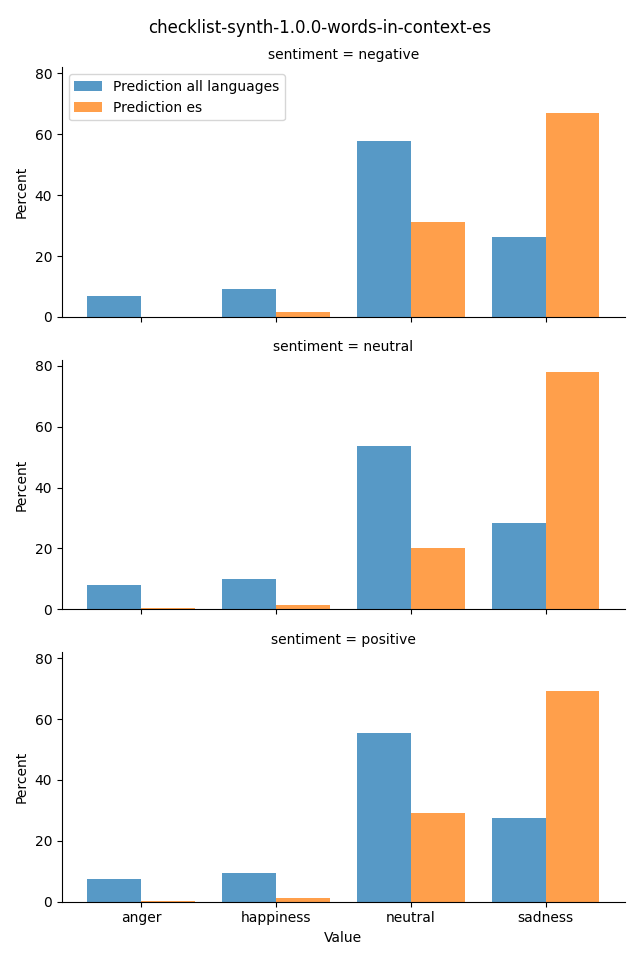 checklist-synth-1.0.0-words-in-context-es
sentiment = negative
Prediction all languages
Prediction es
80
60
40
20
0
Percent
sentiment = neutral
80
60
40
20
0
Percent
sentiment = positive
80
60
40
20
0
Percent
anger happiness neutral sadness
Value